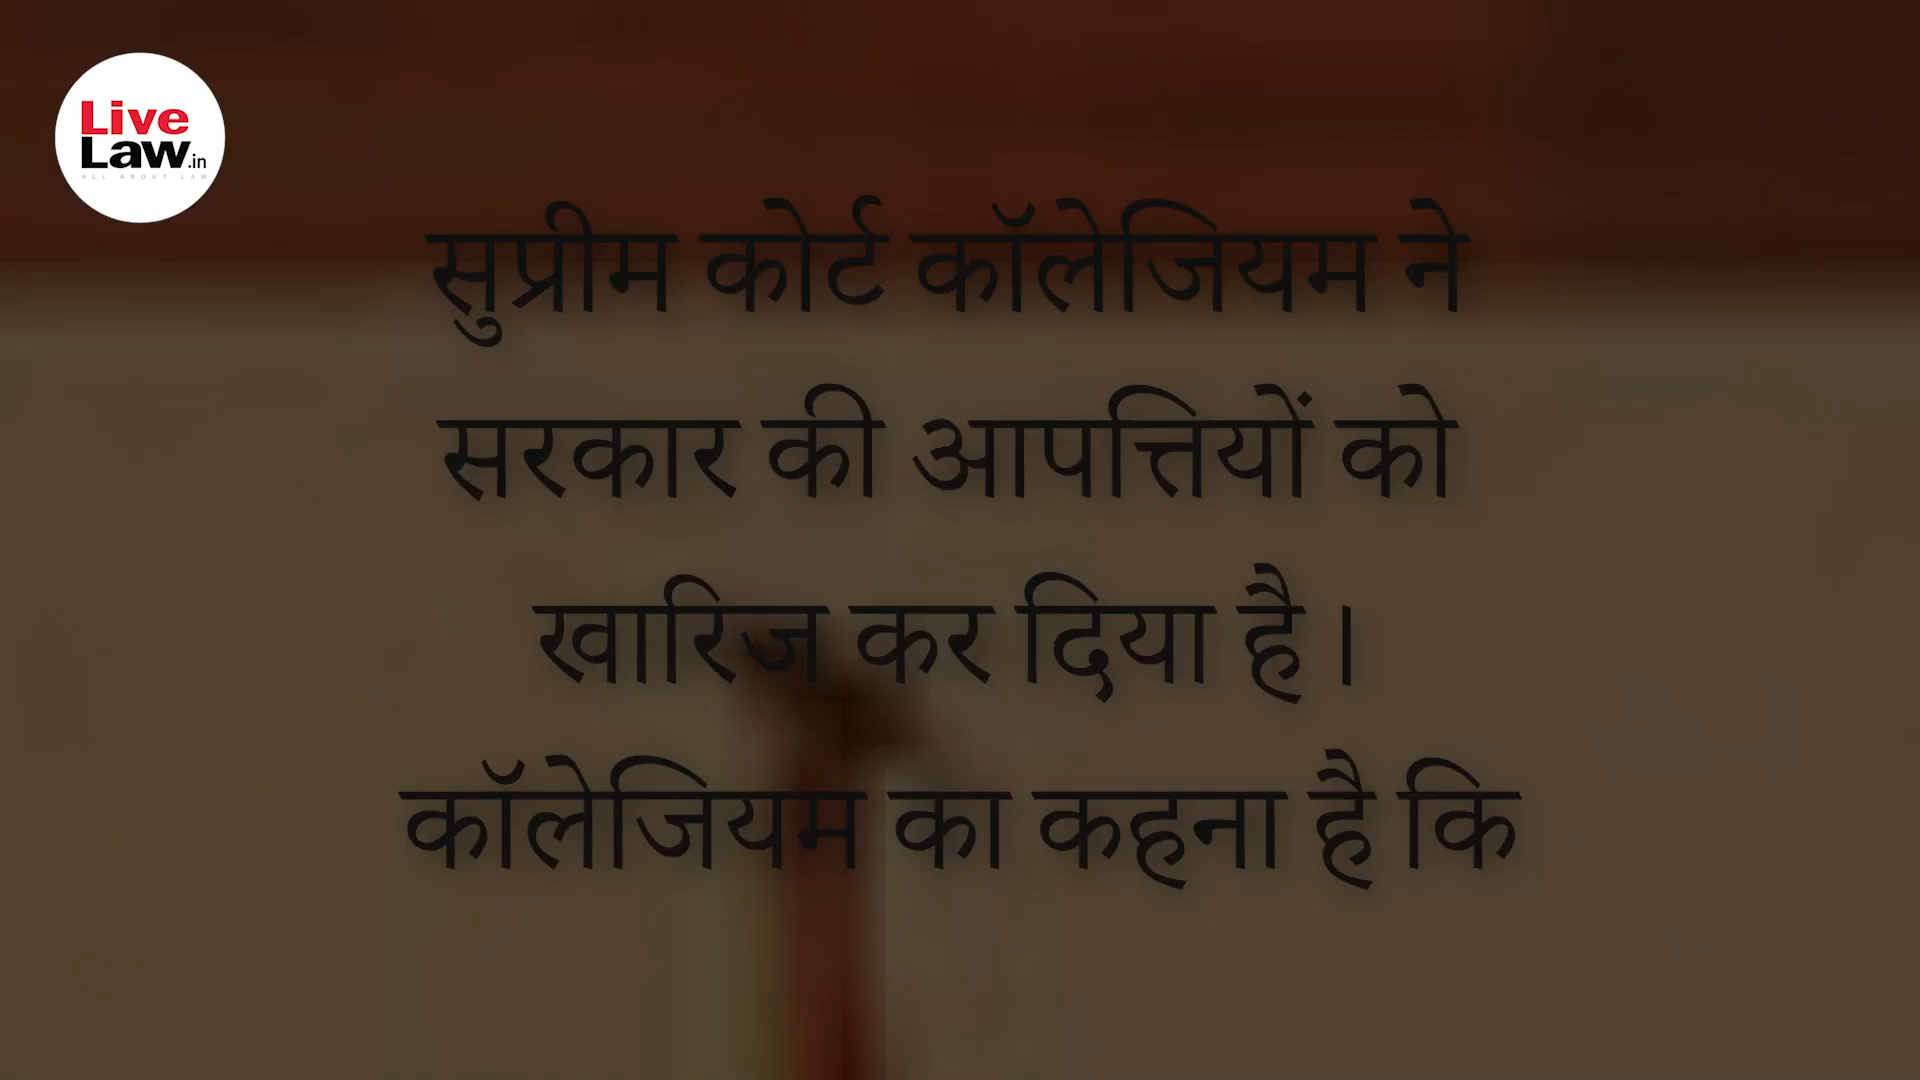 Live
Law.in
ALL ABOUT LAW
सुप्रीम कोर्ट कॉलेजियम ने
सरकार की आपत्तियों को
खारिज कर दिया है।
कॉलेजियम का कहना है कि